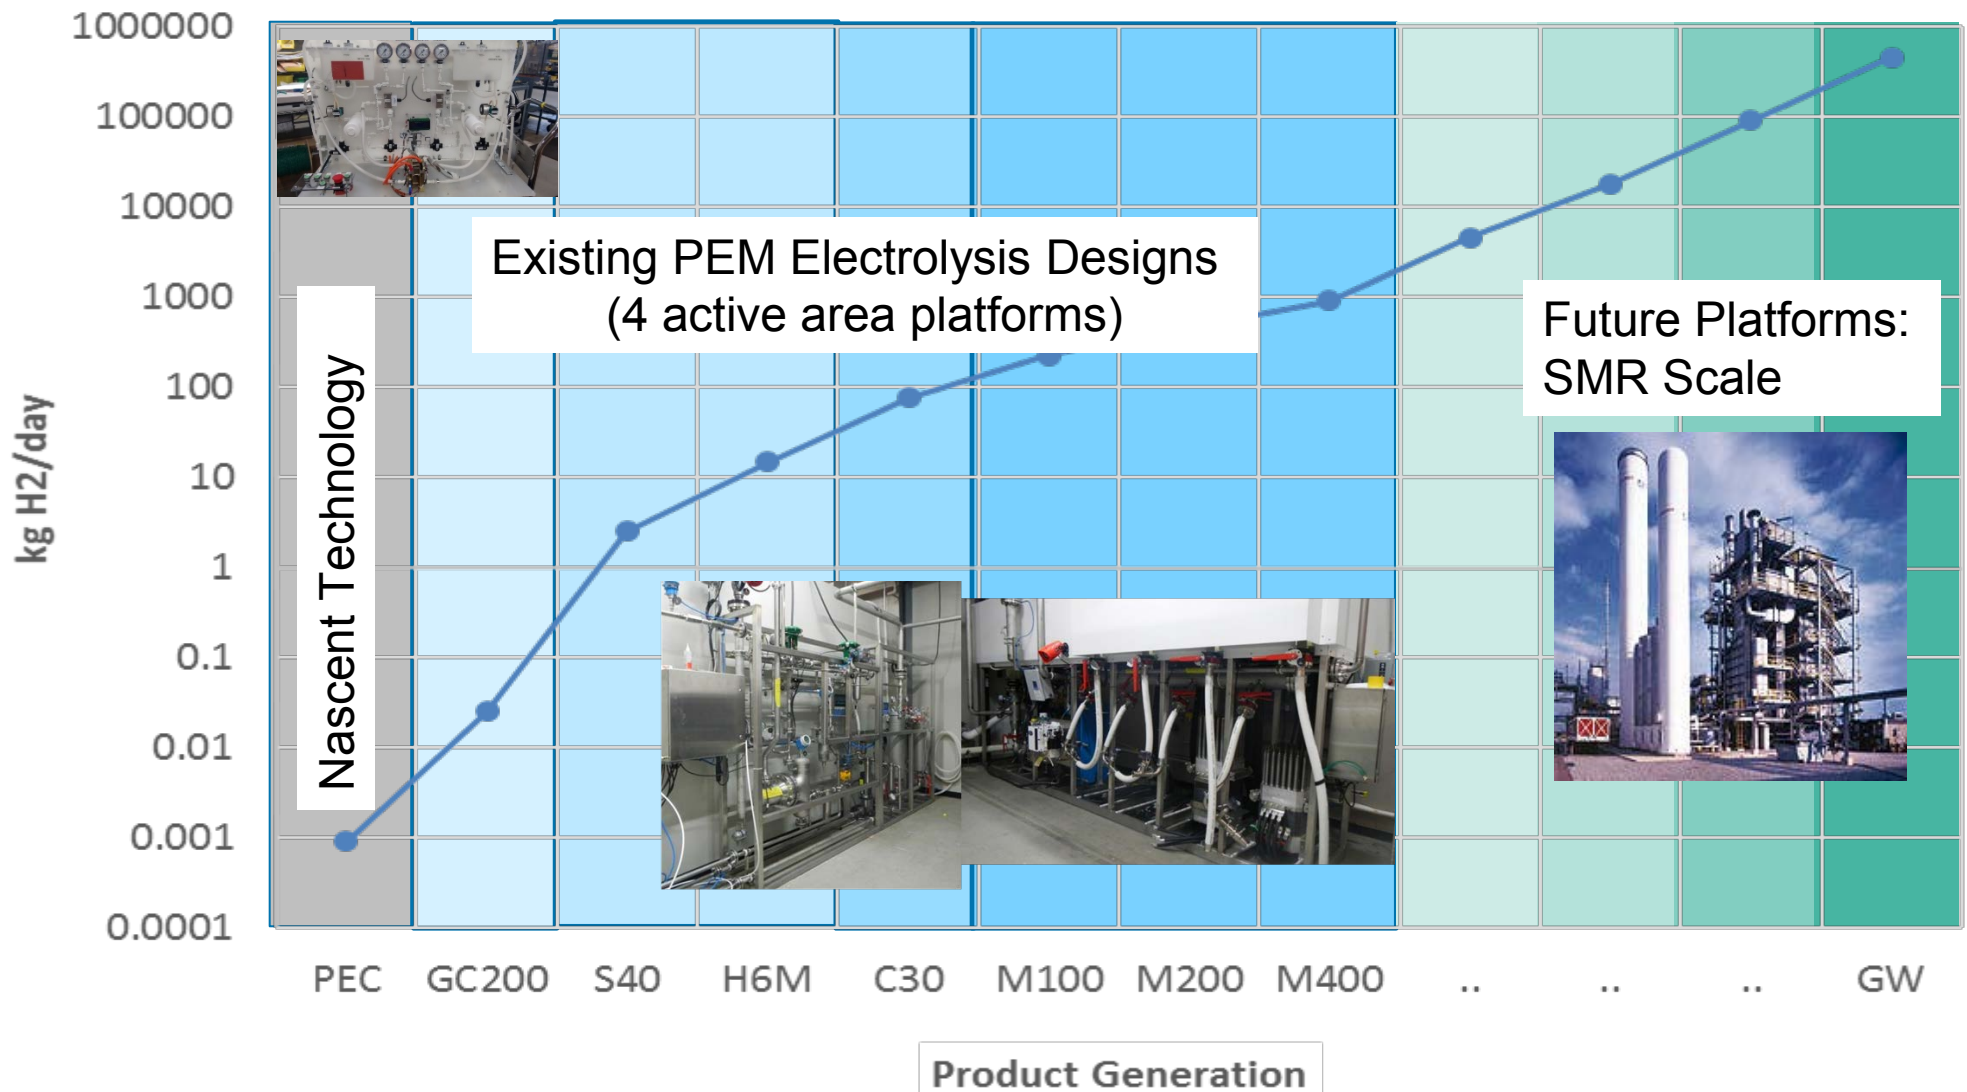 1000000
100000
10000
1000
100
10
1
0.1
0.01
0.001
0.0001
kg H2/day
Nascent Technology
Existing PEM Electrolysis Designs
(4 active area platforms)
Future Platforms:
SMR Scale
PEC GC200 S40 H6M C30 M100 M200 M400 .. .. .. GW
Product Generation